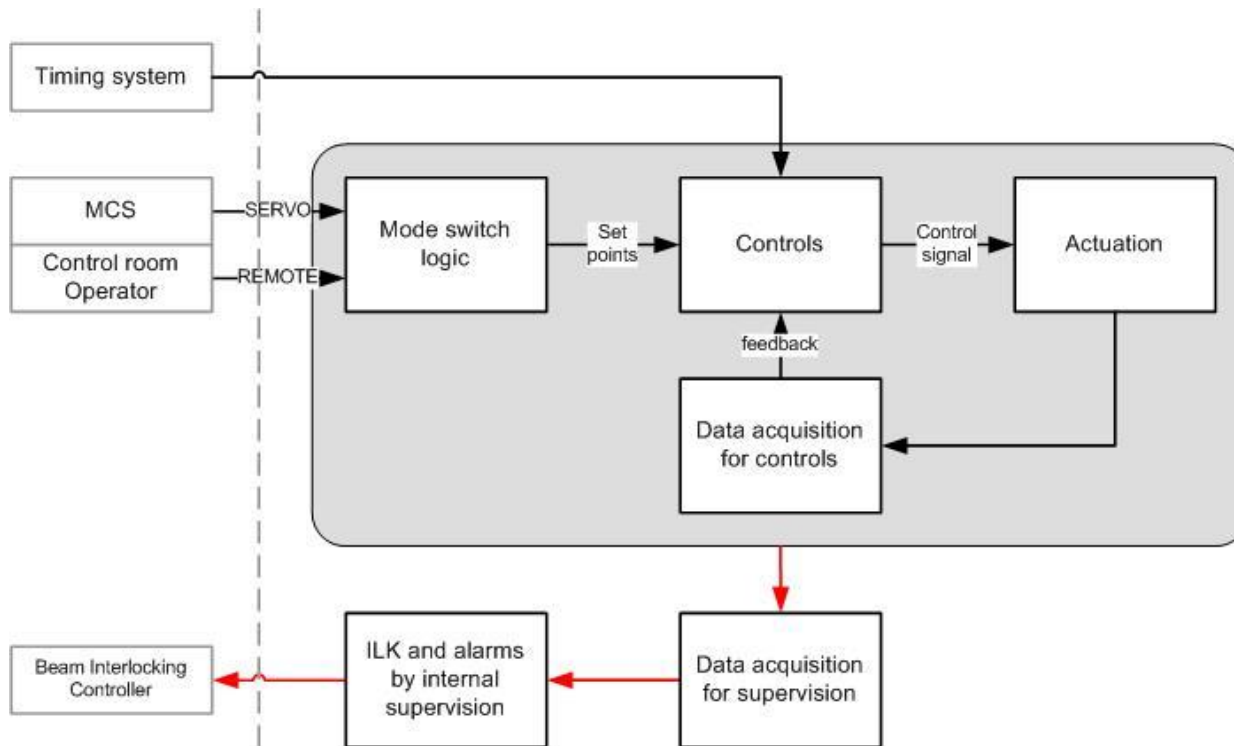 Timing system
MCS
SERVO
Control room
Operator
REMOTE
Mode switch
logic
Set
points
Controls
Control
signal
Actuation
feedback
Data acquisition
for controls
Beam Interlocking
Controller
ILK and alarms
by internal
supervision
Data acquisition
for supervision